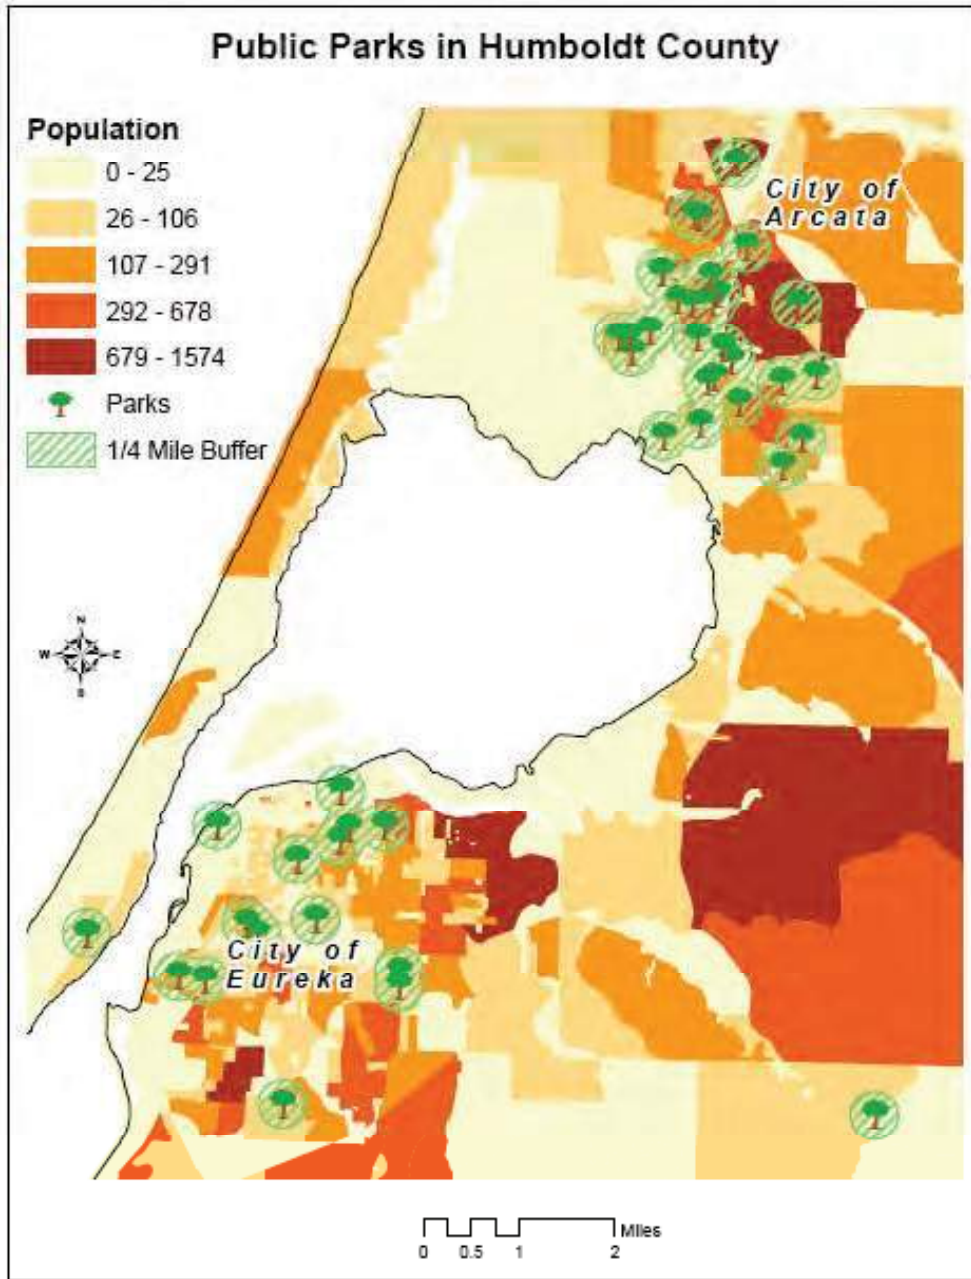 Public Parks in Humboldt County
Population
0 - 25
26 - 106
107 - 291
292 - 678
679 - 1574
Parks
1/4 Mile Buffer
City of
Arcata
N
W E
S
City of
Eureka
Miles
0 0.5 1 2